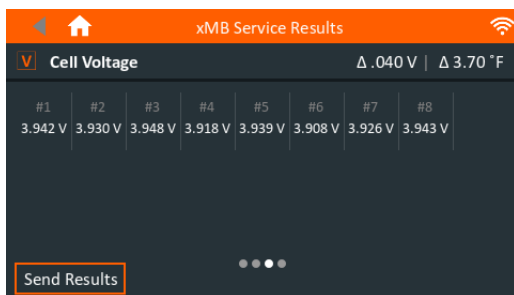 xMB Service Results
V Cell Voltage Δ .040 V | Δ 3.70 °F
#1 #2 #3 #4 #5 #6 #7 #8
3.942 V 3.930 V 3.948 V 3.918 V 3.939 V 3.908 V 3.926 V 3.943 V
Send Results